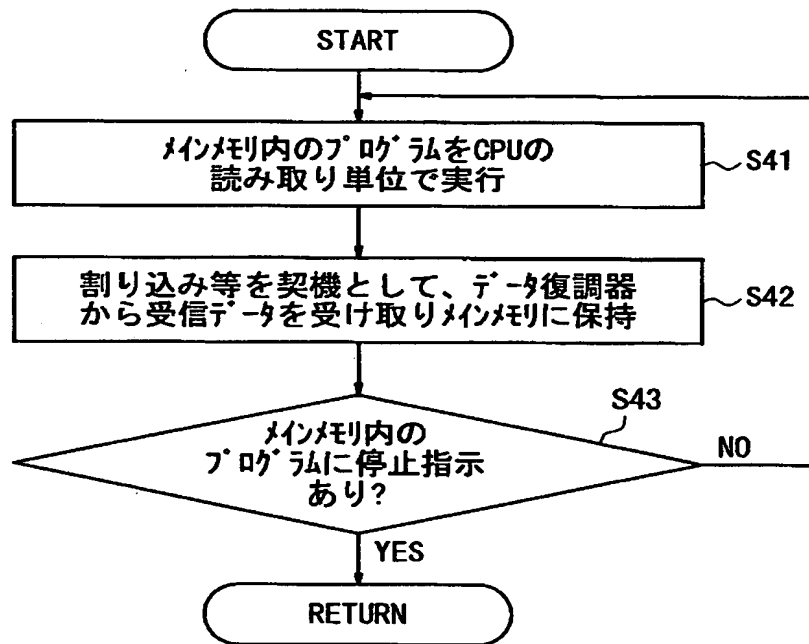 START
ﾒｲﾝﾒﾓﾘ内のﾌﾟﾛｸﾞﾗﾑをCPUの
読み取り単位で実行
S41
割り込み等を契機として、ﾃﾞｰﾀ復調器
から受信ﾃﾞｰﾀを受け取りﾒｲﾝﾒﾓﾘに保持
S42
S43
ﾒｲﾝﾒﾓﾘ内の
ﾌﾟﾛｸﾞﾗﾑに停止指示
あり?
NO
YES
RETURN